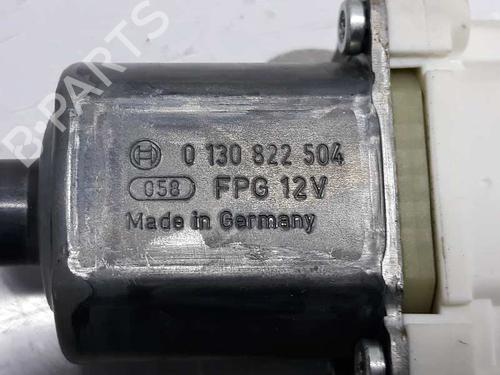 B-PARTS
0 130 822 504
058 FPG 12V
Made in Germany